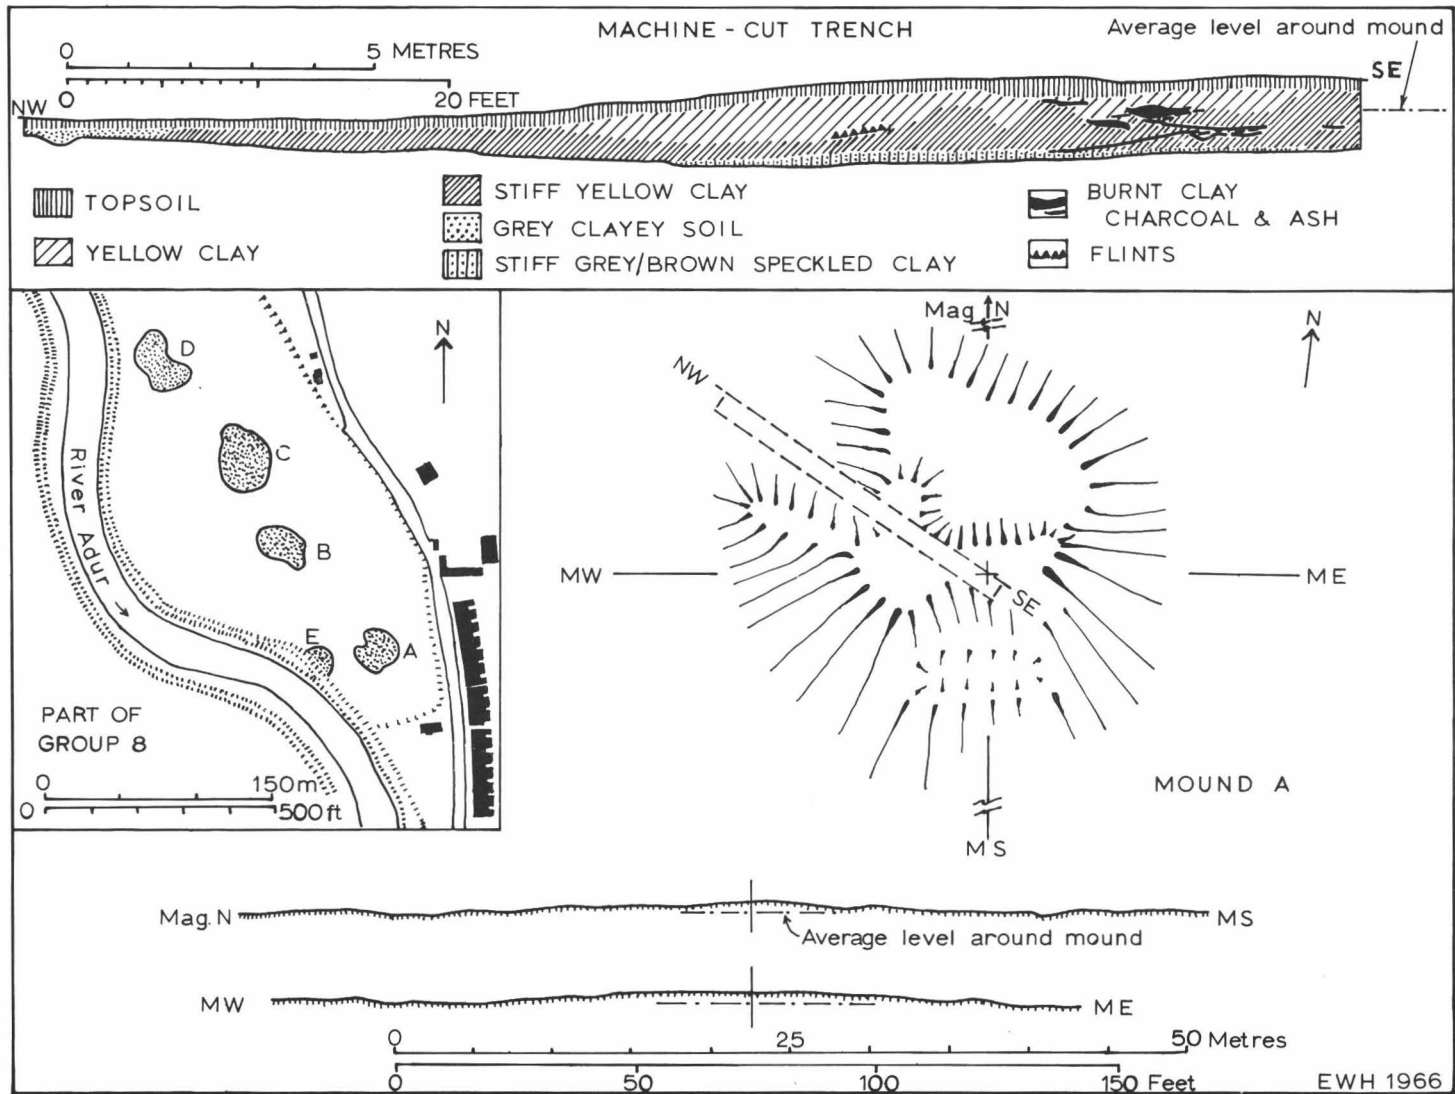 MACHINE - CUT TRENCH
Average level around mound
0 5 METRES
0 20 FEET
NW
SE
TOPSOIL
YELLOW CLAY
STIFF YELLOW CLAY
GREY CLAYEY SOIL
STIFF GREY/BROWN SPECKLED CLAY
BURNT CLAY
CHARCOAL & ASH
FLINTS
N
D
C
B
E
A
River Adur
PART OF
GROUP 8
0 150m
0 500ft
Mag N
N
NW
SE
MW
ME
MS
MOUND A
Mag. N
MS
Average level around mound
MW
ME
0 25 50 Metres
0 50 100 150 Feet
EWH 1966